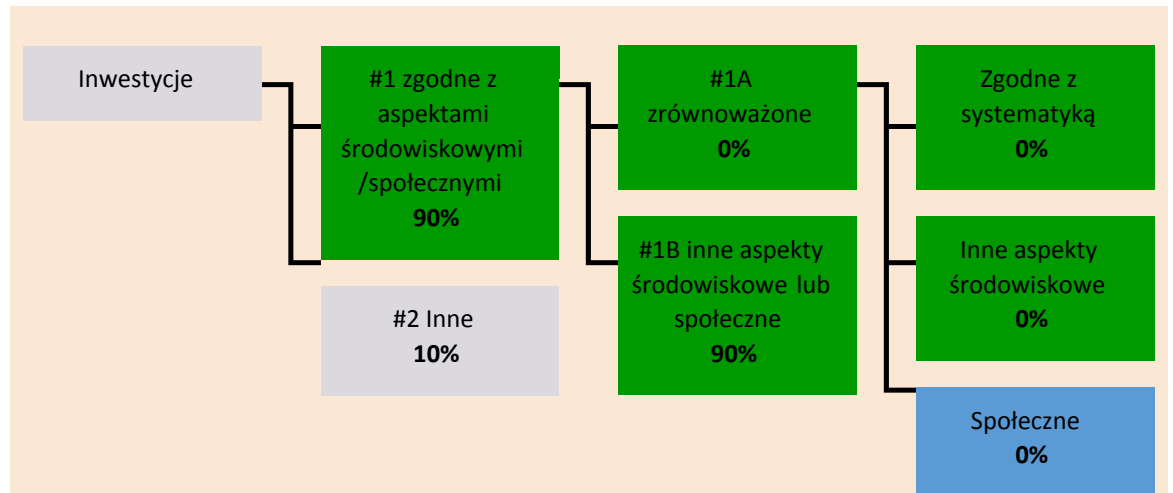 Inwestycje
#1 zgodne z
aspektami
środowiskowymi
/społecznymi
90%
#2 Inne
10%
#1A
zrównoważone
0%
#1B inne aspekty
środowiskowe lub
społeczne
90%
Zgodne z
systematyką
0%
Inne aspekty
środowiskowe
0%
Społeczne
0%